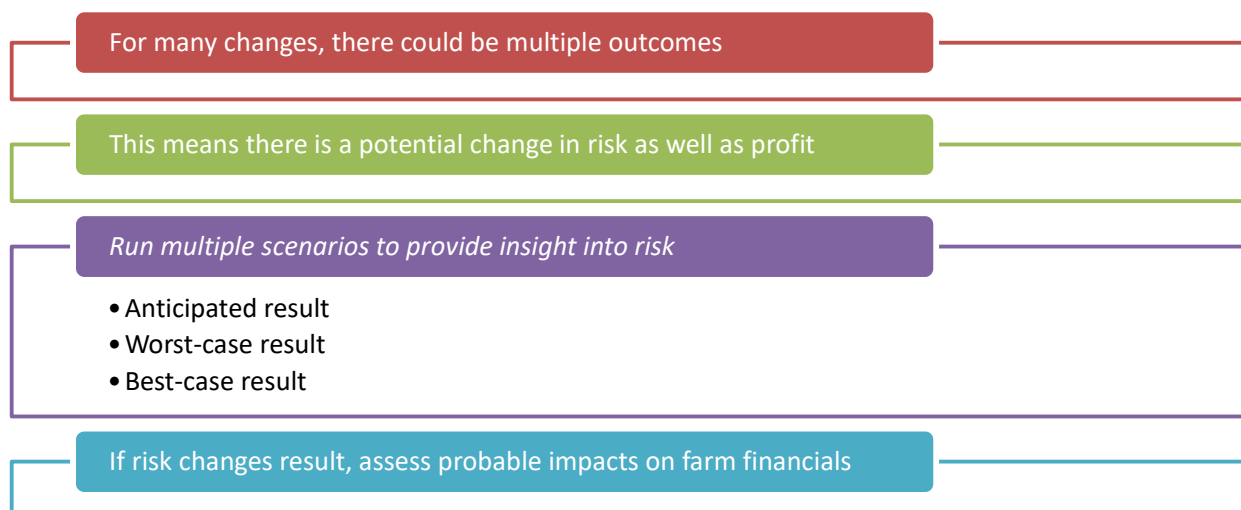 For many changes, there could be multiple outcomes
This means there is a potential change in risk as well as profit
Run multiple scenarios to provide insight into risk
• Anticipated result
• Worst-case result
• Best-case result
If risk changes result, assess probable impacts on farm financials